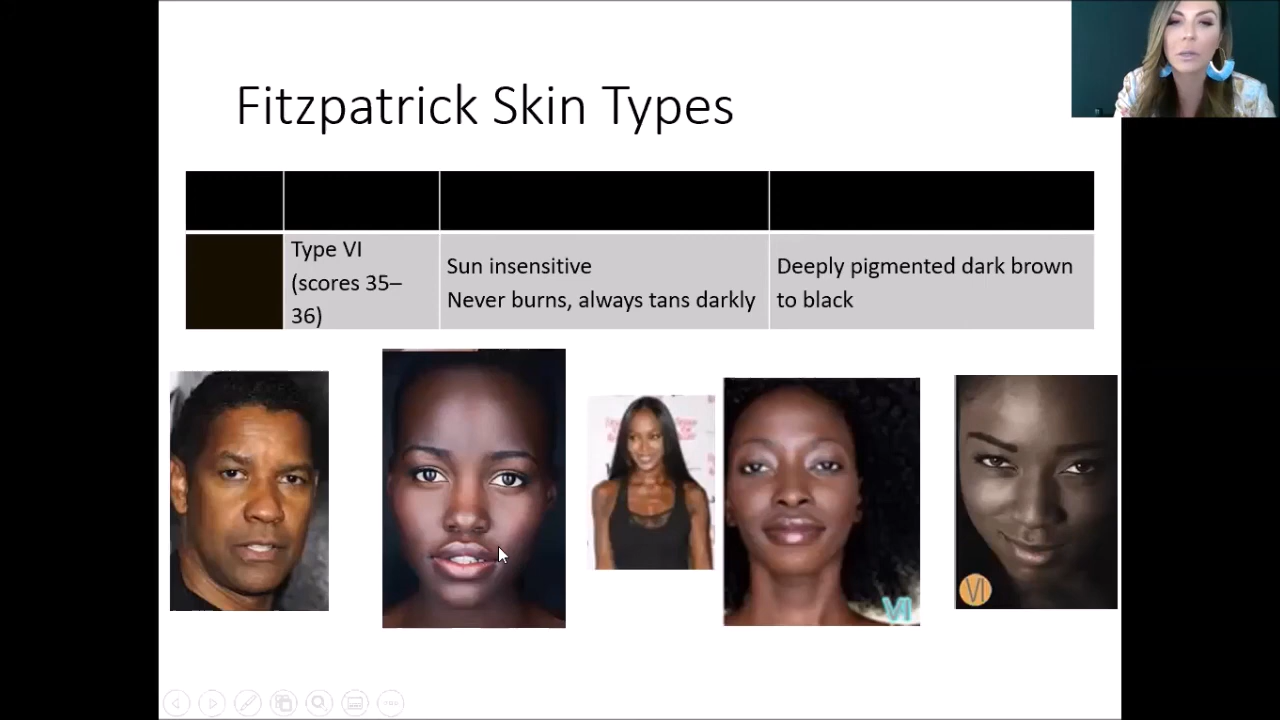 Fitzpatrick Skin Types
Type VI
(scores 35–
36)
Sun insensitive
Never burns, always tans darkly
Deeply pigmented dark brown
to black
VI
VI